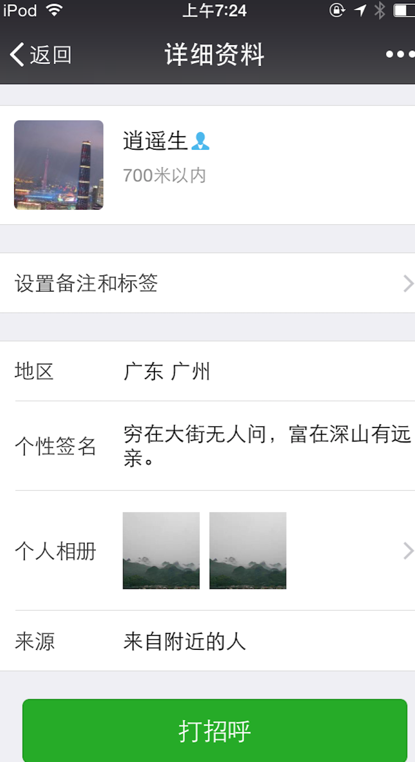 iPod 上午7:24
返回 详细资料
逍遥生
700米以内
设置备注和标签
地区 广东 广州
个性签名 穷在大街无人问，富在深山有远
亲。
个人相册
来源 来自附近的人
打招呼